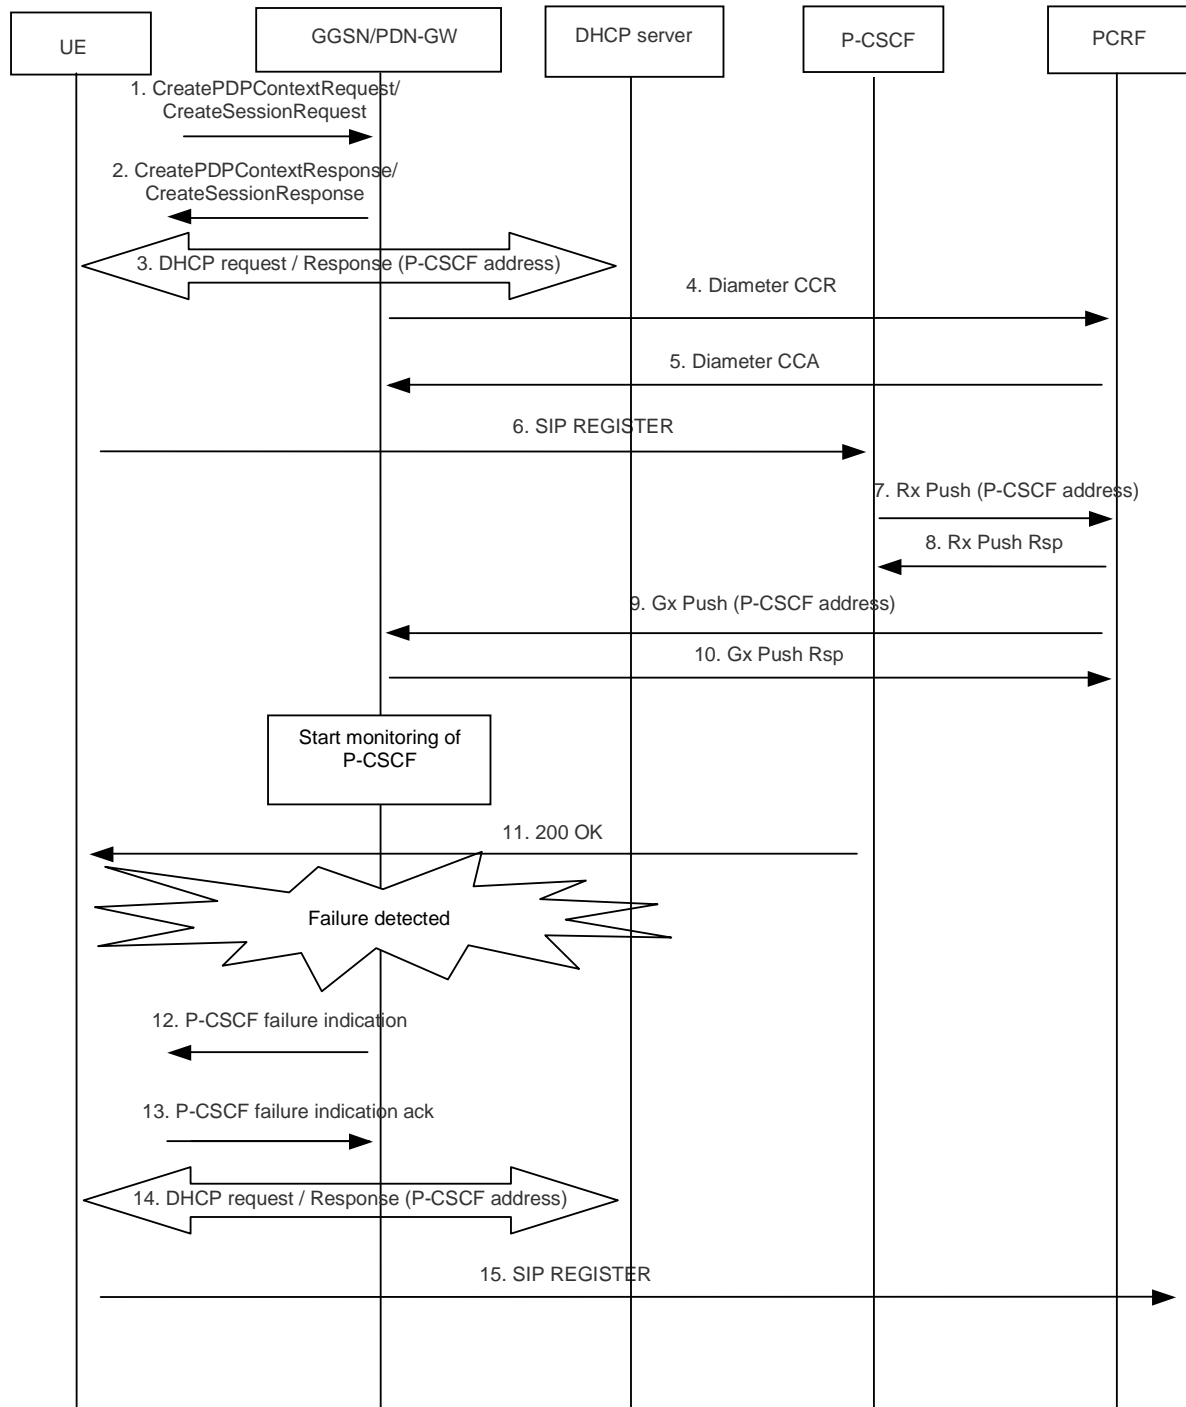 UE
GGSN/PDN-GW
DHCP server
P-CSCF
PCRF
1. CreatePDPContextRequest/
CreateSessionRequest
2. CreatePDPContextResponse/
CreateSessionResponse
3. DHCP request / Response (P-CSCF address)
4. Diameter CCR
5. Diameter CCA
6. SIP REGISTER
7. Rx Push (P-CSCF address)
8. Rx Push Rsp
9. Gx Push (P-CSCF address)
10. Gx Push Rsp
Start monitoring of
P-CSCF
11. 200 OK
Failure detected
12. P-CSCF failure indication
13. P-CSCF failure indication ack
14. DHCP request / Response (P-CSCF address)
15. SIP REGISTER